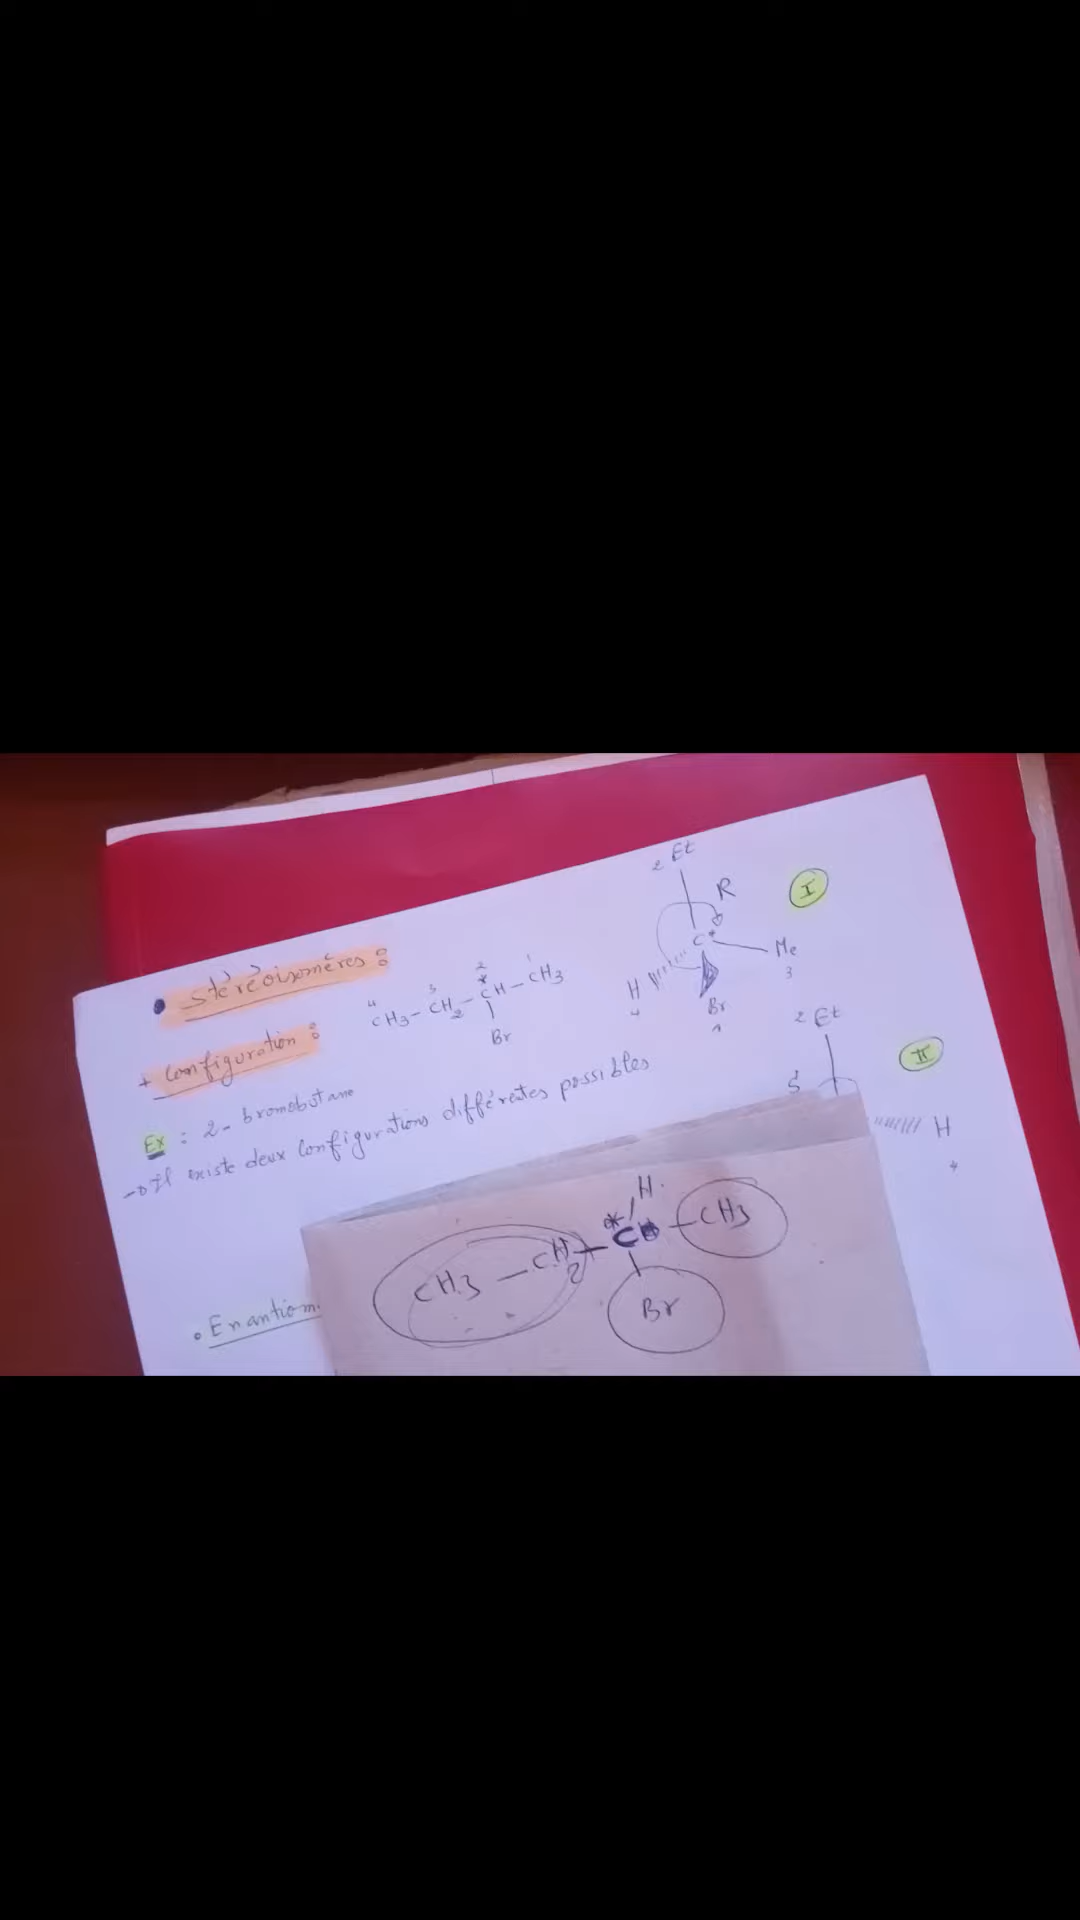 2 Et
R
I
C*
Me
3
H
4
Br
1
• stéréoisomères :
4 3 2 1
CH3 - CH2 - *CH - CH3
Br
+ Configuration :
2 Et
II
S
H
Ex : 2- bromobutane
→ Il existe deux configurations différentes possibles
H
CH3 - CH2 - *C - CH3
Br
• Enantiom